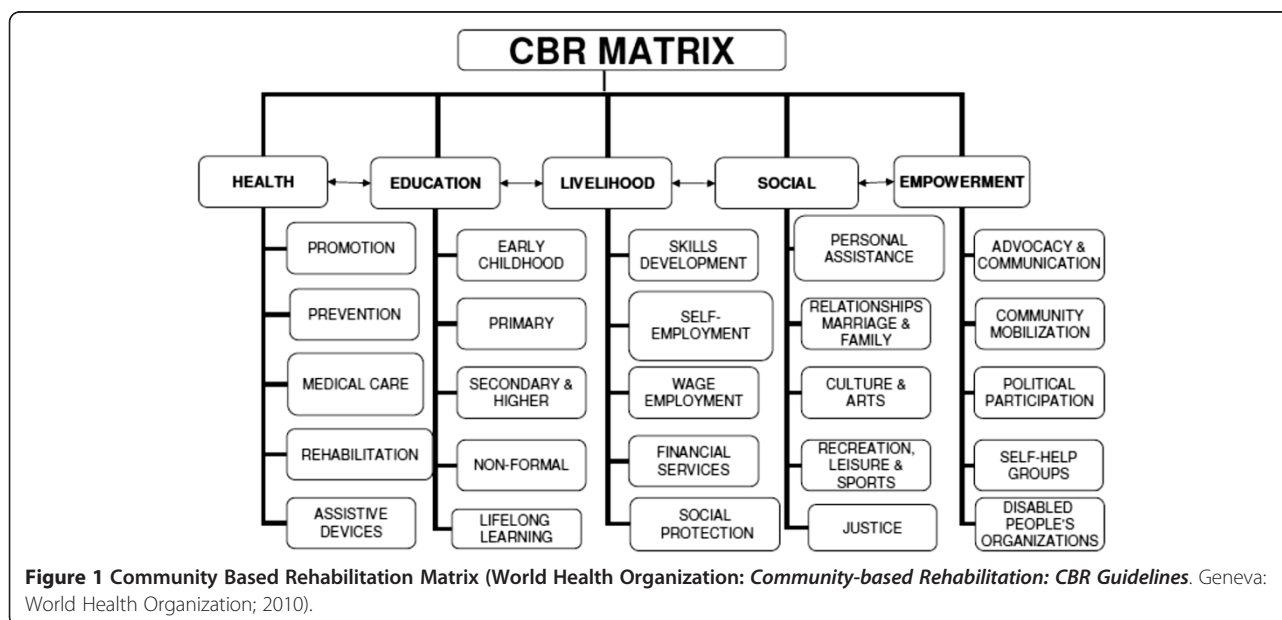 CBR MATRIX
HEALTH
EDUCATION
LIVELIHOOD
SOCIAL
EMPOWERMENT
PROMOTION
PREVENTION
MEDICAL CARE
REHABILITATION
ASSISTIVE
DEVICES
EARLY
CHILDHOOD
PRIMARY
SECONDARY &
HIGHER
NON-FORMAL
LIFELONG
LEARNING
SKILLS
DEVELOPMENT
SELF-
EMPLOYMENT
WAGE
EMPLOYMENT
FINANCIAL
SERVICES
SOCIAL
PROTECTION
PERSONAL
ASSISTANCE
RELATIONSHIPS
MARRIAGE &
FAMILY
CULTURE &
ARTS
RECREATION,
LEISURE &
SPORTS
JUSTICE
ADVOCACY &
COMMUNICATION
COMMUNITY
MOBILIZATION
POLITICAL
PARTICIPATION
SELF-HELP
GROUPS
DISABLED
PEOPLE'S
ORGANIZATIONS
Figure 1 Community Based Rehabilitation Matrix (World Health Organization: Community-based Rehabilitation: CBR Guidelines. Geneva:
World Health Organization; 2010).